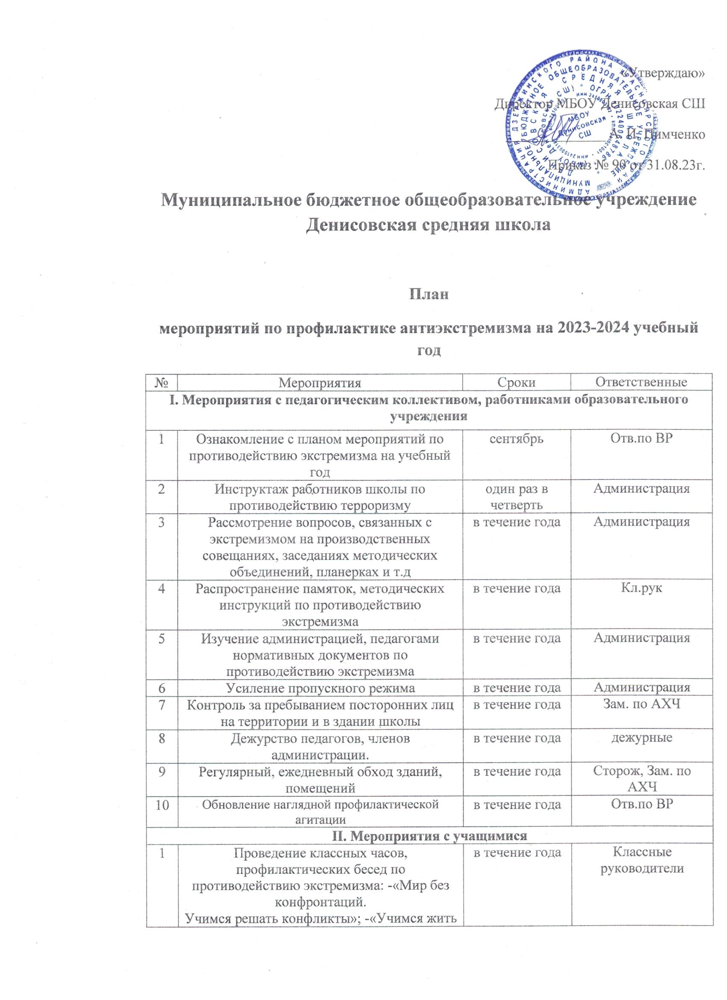 «Утверждаю»
Директор МБОУ Денисовская СШ
А. И. Пимченко
Приказ № 90 от 31.08.23г.
МБОУ
Денисовская
СШ
Муниципальное бюджетное общеобразовательное учреждение
Денисовская средняя школа
План
мероприятий по профилактике антиэкстремизма на 2023-2024 учебный
год
№ Мероприятия Сроки Ответственные
I. Мероприятия с педагогическим коллективом, работниками образовательного
учреждения
1 Ознакомление с планом мероприятий по сентябрь Отв.по ВР
противодействию экстремизма на учебный
год
2 Инструктаж работников школы по один раз в Администрация
противодействию терроризму четверть
3 Рассмотрение вопросов, связанных с в течение года Администрация
экстремизмом на производственных
совещаниях, заседаниях методических
объединений, планерках и т.д
4 Распространение памяток, методических в течение года Кл.рук
инструкций по противодействию
экстремизма
5 Изучение администрацией, педагогами в течение года Администрация
нормативных документов по
противодействию экстремизма
6 Усиление пропускного режима в течение года Администрация
7 Контроль за пребыванием посторонних лиц в течение года Зам. по АХЧ
на территории и в здании школы
8 Дежурство педагогов, членов в течение года дежурные
администрации.
9 Регулярный, ежедневный обход зданий, в течение года Сторож, Зам. по
помещений АХЧ
10 Обновление наглядной профилактической в течение года Отв.по ВР
агитации
II. Мероприятия с учащимися
1 Проведение классных часов, в течение года Классные
профилактических бесед по руководители
противодействию экстремизма: -«Мир без
конфронтаций.
Учимся решать конфликты»; -«Учимся жить